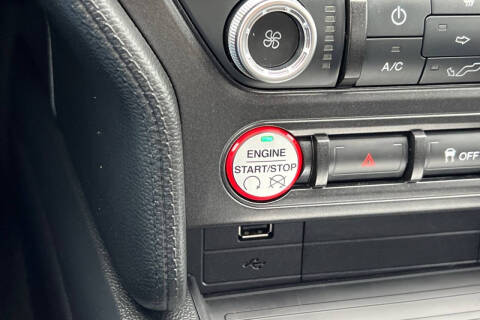 A/C
ENGINE
START/STOP
OFF